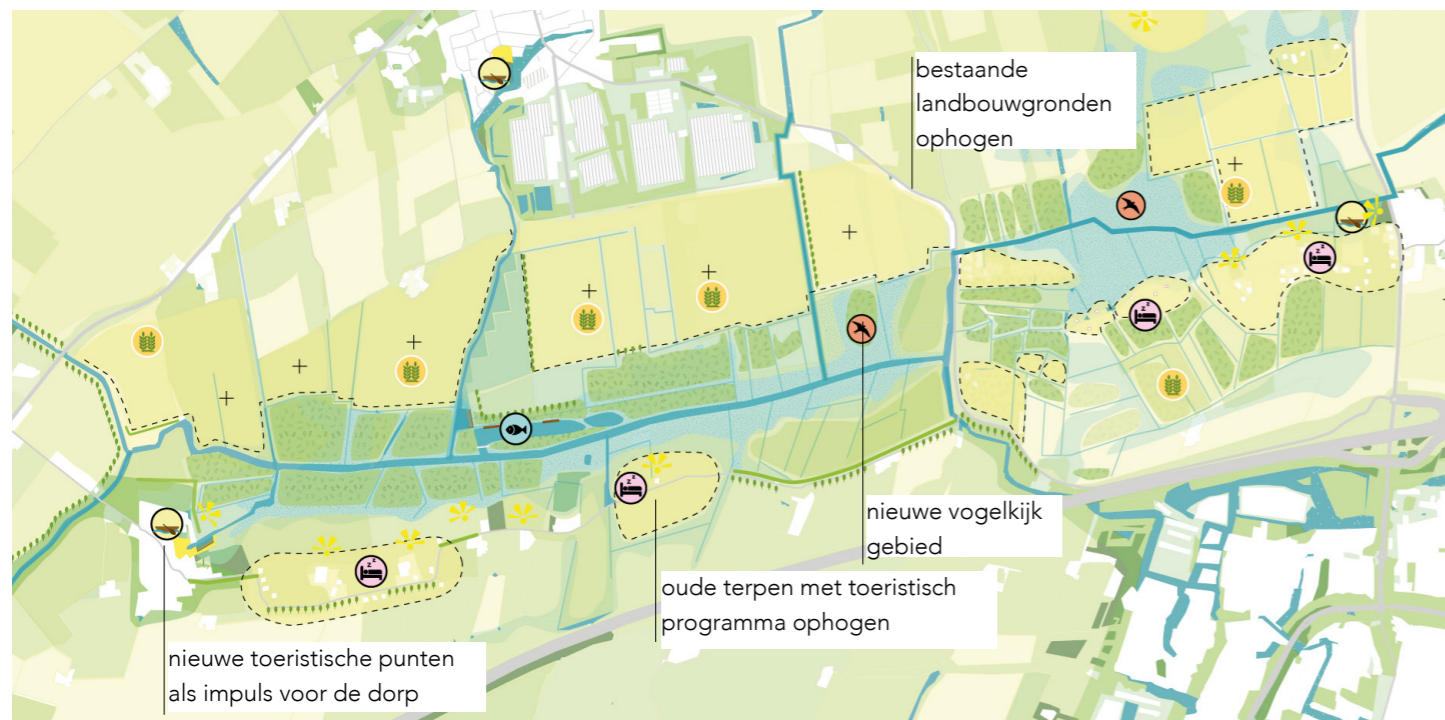 bestaande
landbouwgronden
ophogen
nieuwe vogelkijk
gebied
oude terpen met toeristisch
programma ophogen
nieuwe toeristische punten
als impuls voor de dorp